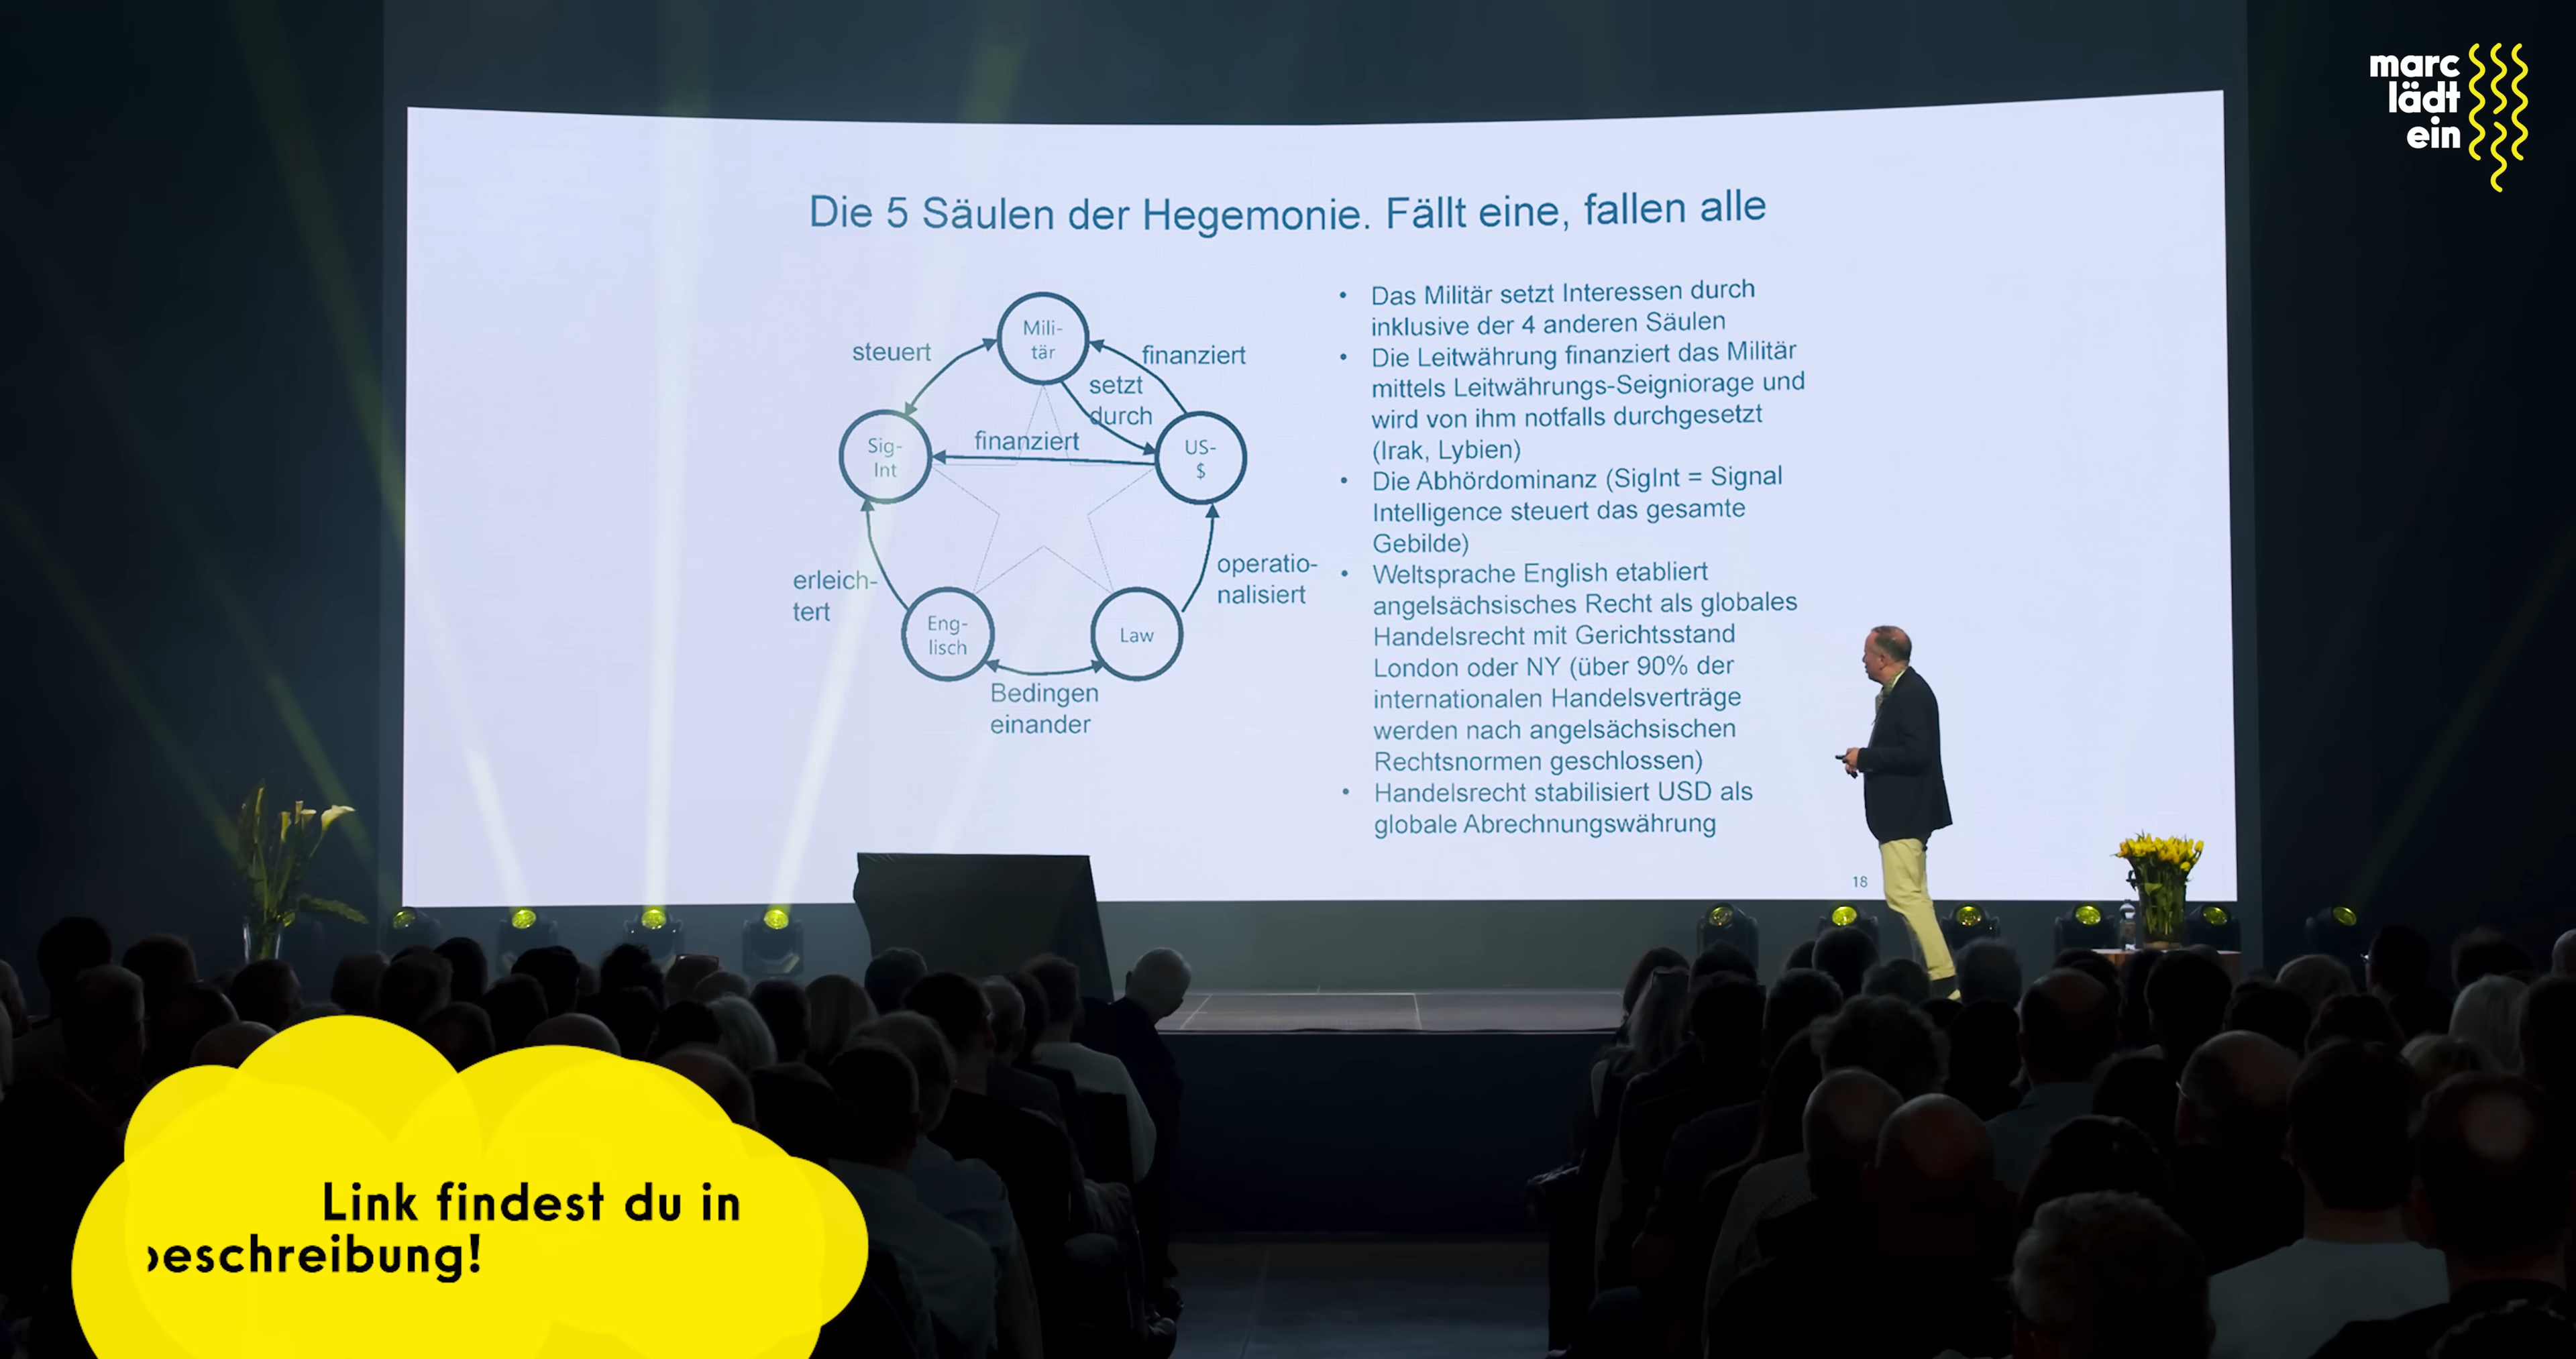 marc
lädt
ein
Die 5 Säulen der Hegemonie. Fällt eine, fallen alle
Mili-
tär
steuert
finanziert
setzt
durch
Sig-
Int
finanziert
US-
$
erleich-
tert
operatio-
nalisiert
Eng-
lisch
Law
Bedingen
einander
• Das Militär setzt Interessen durch
inklusive der 4 anderen Säulen
• Die Leitwährung finanziert das Militär
mittels Leitwährungs-Seigniorage und
wird von ihm notfalls durchgesetzt
(Irak, Lybien)
• Die Abhördominanz (SigInt = Signal
Intelligence steuert das gesamte
Gebilde)
• Weltsprache English etabliert
angelsächsisches Recht als globales
Handelsrecht mit Gerichtsstand
London oder NY (über 90% der
internationalen Handelsverträge
werden nach angelsächsischen
Rechtsnormen geschlossen)
• Handelsrecht stabilisiert USD als
globale Abrechnungswährung
18
Link findest du in
eschreibung!